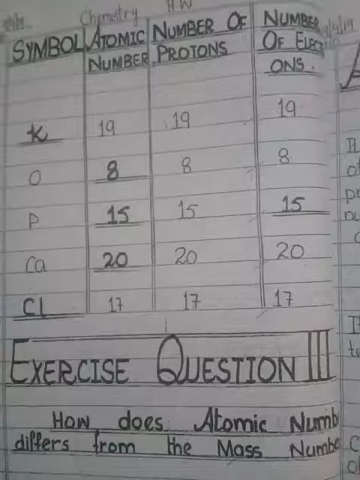 Chemistry HW
SYMBOL ATOMIC NUMBER NUMBER OF PROTONS NUMBER OF ELECTRONS.
K 19 19 19
O 8 8 8
P 15 15 15
Ca 20 20 20
Cl 17 17 17
EXERCISE QUESTION III
How does Atomic Numb
differs from the Mass Numbe